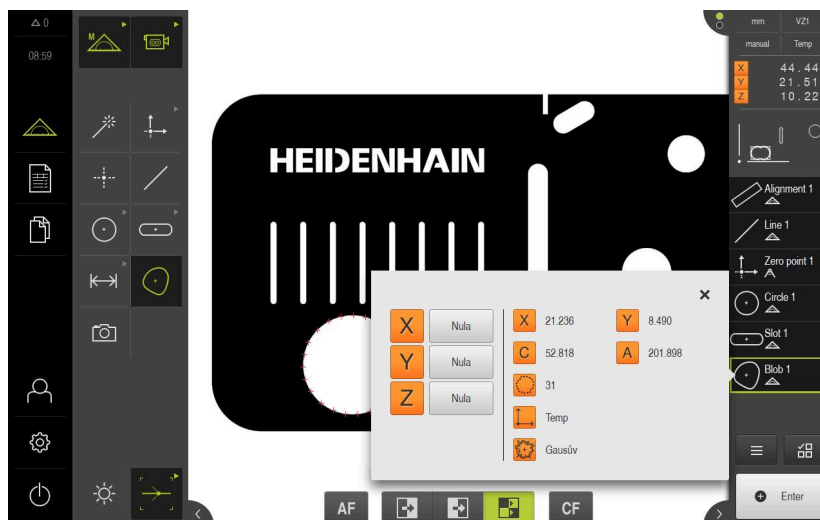 0
08:59
M
mm VZ1
manual Temp
X 44.44
Y 21.51
Z 10.22
HEIDENHAIN
Alignment 1
Line 1
Zero point 1
Circle 1
Slot 1
Blob 1
X Nula
Y Nula
Z Nula
X 21.236 Y 8.490
C 52.818 A 201.898
31
Temp
Gausův
AF
CF
Enter